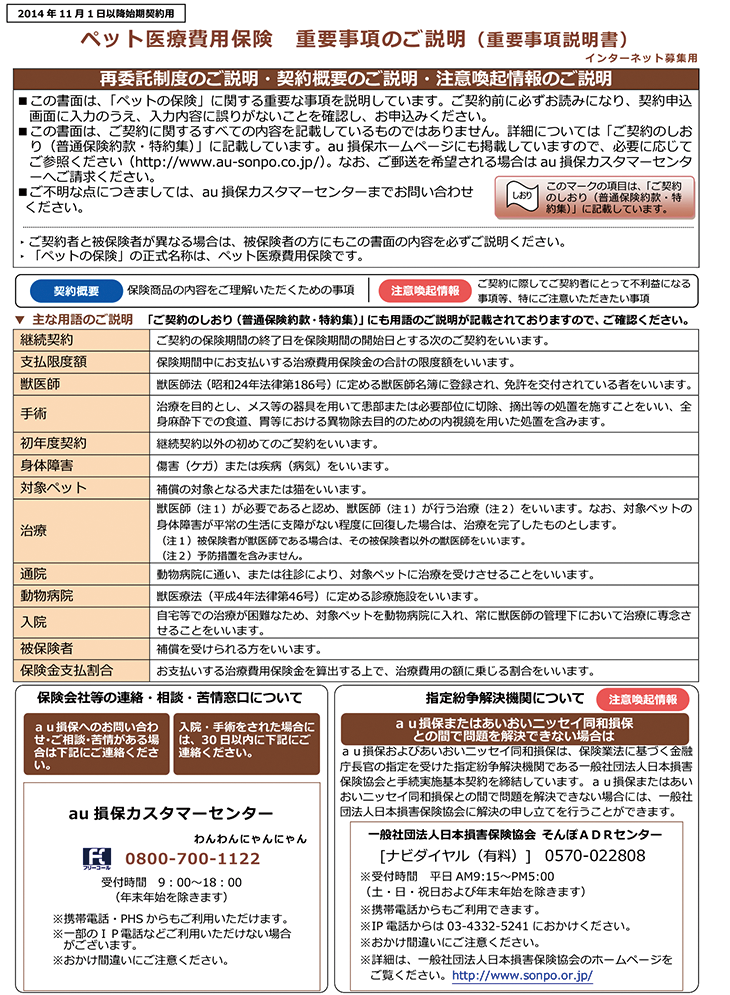 2014年11月1日以降始期契約用
ペット医療費用保険　重要事項のご説明（重要事項説明書）
インターネット募集用
再委託制度のご説明・契約概要のご説明・注意喚起情報のご説明
■この書面は、「ペットの保険」に関する重要な事項を説明しています。ご契約前に必ずお読みになり、契約申込
画面に入力のうえ、入力内容に誤りがないことを確認し、お申込みください。
■この書面は、ご契約に関するすべての内容を記載しているものではありません。詳細については「ご契約のしお
り（普通保険約款・特約集）」に記載しています。au損保ホームページにも掲載していますので、必要に応じて
ご参照ください（http://www.au-sonpo.co.jp/）。なお、ご郵送を希望される場合は au 損保カスタマーセンタ
ーへご請求ください。
■ご不明な点につきましては、au 損保カスタマーセンターまでお問い合わせ
ください。
しおり
このマークの項目は、「ご契約
のしおり（普通保険約款・特
約集）」に記載しています。
‣ ご契約者と被保険者が異なる場合は、被保険者の方にもこの書面の内容を必ずご説明ください。
‣ 「ペットの保険」の正式名称は、ペット医療費用保険です。
契約概要
保険商品の内容をご理解いただくための事項
注意喚起情報
ご契約に際してご契約者にとって不利益になる
事項等、特にご注意いただきたい事項
▼ 主な用語のご説明　「ご契約のしおり（普通保険約款・特約集）」にも用語のご説明が記載されておりますので、ご確認ください。
継続契約　ご契約の保険期間の終了日を保険期間の開始日とする次のご契約をいいます。
支払限度額　保険期間中にお支払いする治療費用保険金の合計の限度額をいいます。
獣医師　獣医師法（昭和24年法律第186号）に定める獣医師名簿に登録され、免許を交付されている者をいいます。
手術　治療を目的とし、メス等の器具を用いて患部または必要部位に切除、摘出等の処置を施すことをいい、全
身麻酔下での食道、胃等における異物除去目的のための内視鏡を用いた処置を含みます。
初年度契約　継続契約以外の初めてのご契約をいいます。
身体障害　傷害（ケガ）または疾病（病気）をいいます。
対象ペット　補償の対象となる犬または猫をいいます。
治療　獣医師（注１）が必要であると認め、獣医師（注１）が行う治療（注２）をいいます。なお、対象ペットの
身体障害が平常の生活に支障がない程度に回復した場合は、治療を完了したものとします。
（注１）被保険者が獣医師である場合は、その被保険者以外の獣医師をいいます。
（注２）予防措置を含みません。
通院　動物病院に通い、または往診により、対象ペットに治療を受けさせることをいいます。
動物病院　獣医療法（平成4年法律第46号）に定める診療施設をいいます。
入院　自宅等での治療が困難なため、対象ペットを動物病院に入れ、常に獣医師の管理下において治療に専念さ
せることをいいます。
被保険者　補償を受けられる方をいいます。
保険金支払割合　お支払いする治療費用保険金を算出する上で、治療費用の額に乗じる割合をいいます。
保険会社等の連絡・相談・苦情窓口について
ａｕ損保へのお問い合わ
せ・ご相談・苦情がある場
合は下記にご連絡くださ
い。
入院・手術をされた場合に
は、30 日以内に下記にご
連絡ください。
au 損保カスタマーセンター
わんわんにゃんにゃん
フリーコール
0800-700-1122
受付時間　9：00～18：00
（年末年始を除きます）
※携帯電話・PHS からもご利用いただけます。
※一部のＩＰ電話などご利用いただけない場合
がございます。
※おかけ間違いにご注意ください。
指定紛争解決機関について
注意喚起情報
ａｕ損保またはあいおいニッセイ同和損保
との間で問題を解決できない場合は
ａｕ損保およびあいおいニッセイ同和損保は、保険業法に基づく金融
庁長官の指定を受けた指定紛争解決機関である一般社団法人日本損害
保険協会と手続実施基本契約を締結しています。ａｕ損保またはあい
おいニッセイ同和損保との間で問題を解決できない場合には、一般社
団法人日本損害保険協会に解決の申し立てを行うことができます。
一般社団法人日本損害保険協会 そんぽＡＤＲセンター
[ナビダイヤル（有料）]　0570-022808
※受付時間　平日 AM9:15～PM5:00
（土・日・祝日および年末年始を除きます）
※携帯電話からもご利用できます。
※IP 電話からは 03-4332-5241 におかけください。
※おかけ間違いにご注意ください。
※詳細は、一般社団法人日本損害保険協会のホームページを
ご覧ください。http://www.sonpo.or.jp/